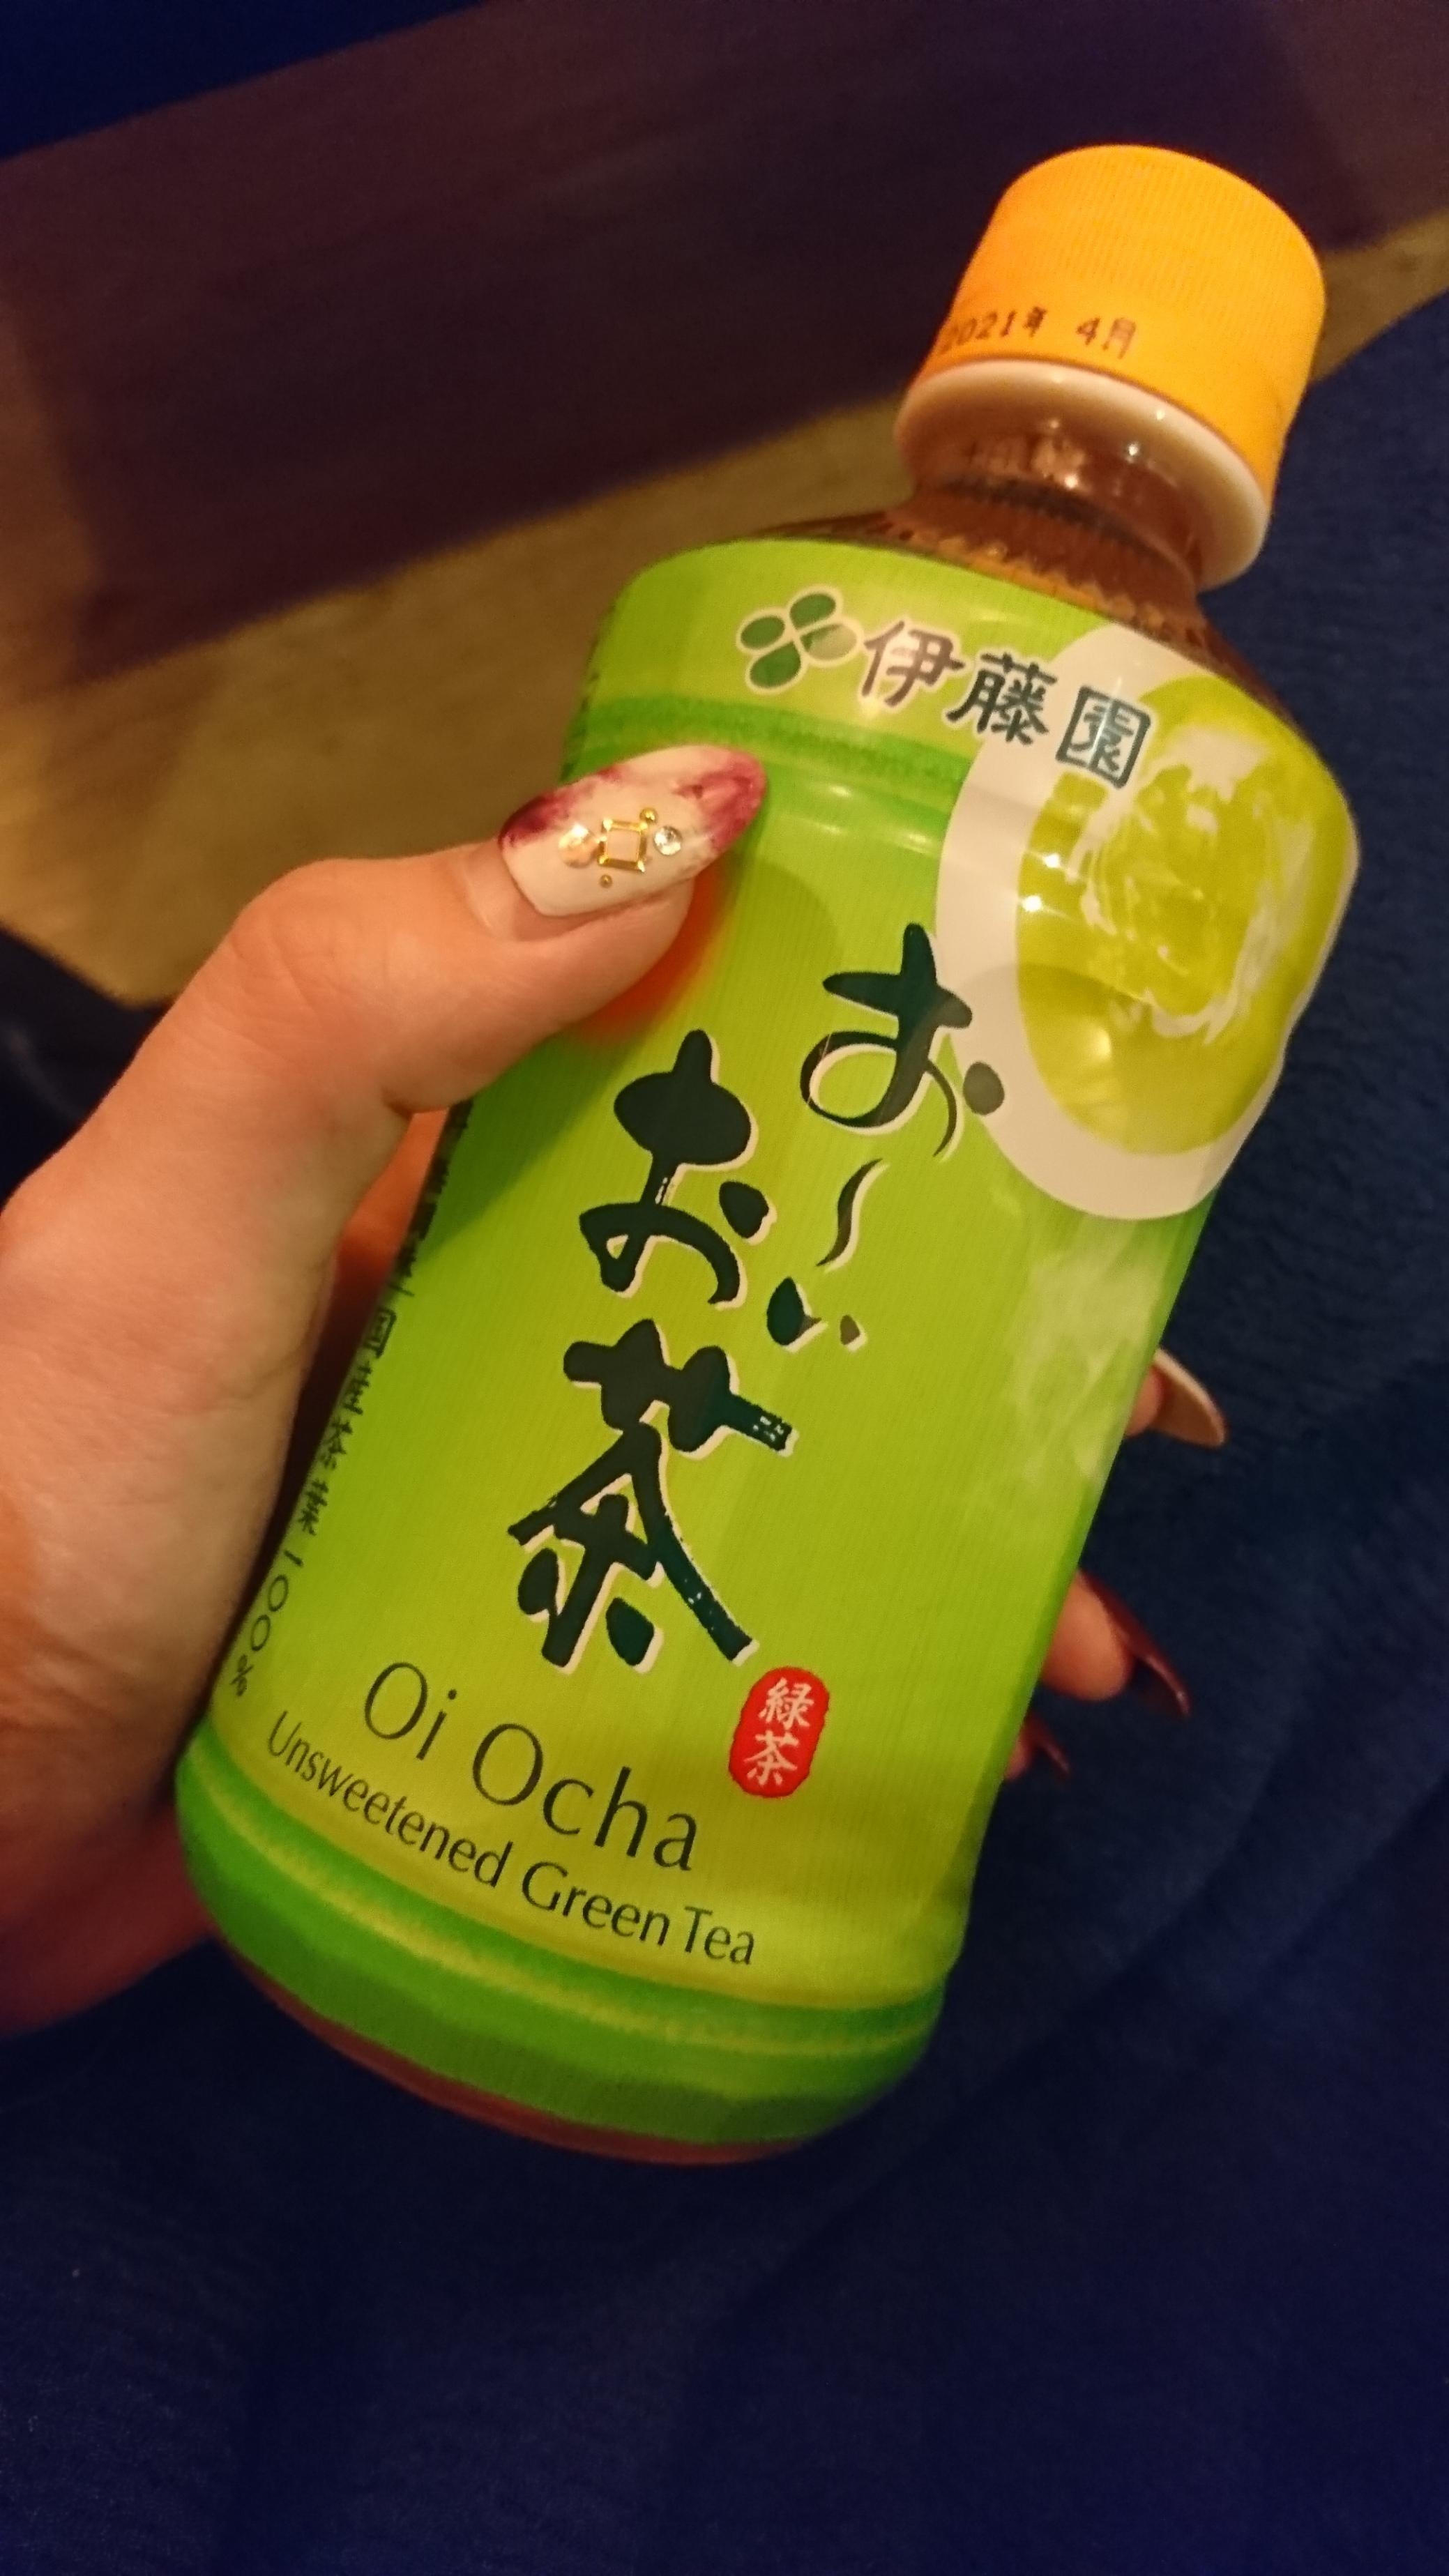 2021年 4月
伊藤園
お〜い
お茶
緑茶
国産茶葉100%
Oi Ocha
Unsweetened Green Tea